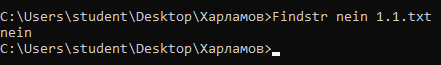 C:\Users\student\Desktop\Харламов>Findstr nein 1.1.txt
nein
C:\Users\student\Desktop\Харламов>